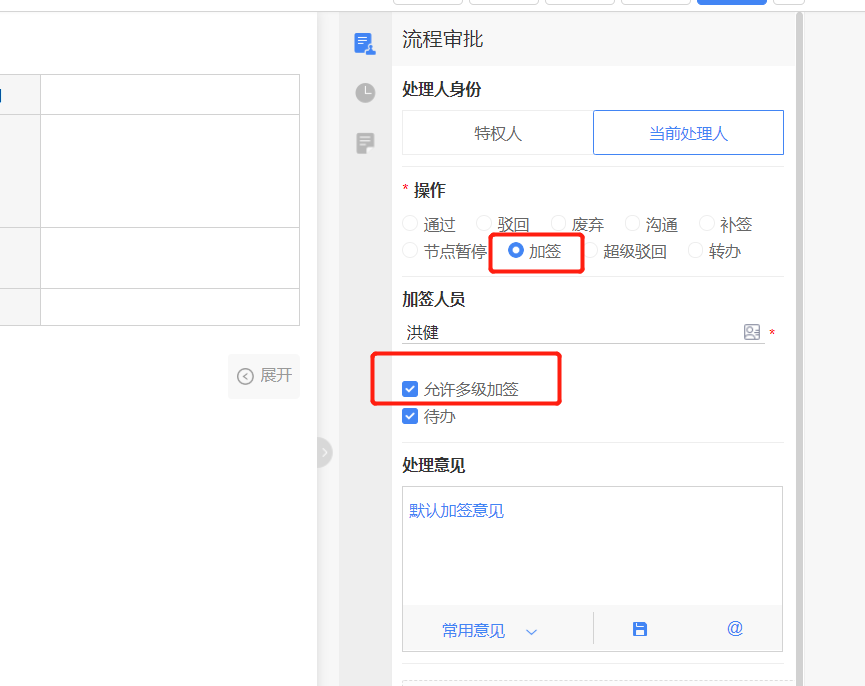 流程审批
处理人身份
特权人 当前处理人
* 操作
通过 驳回 废弃 沟通 补签
节点暂停 加签 超级驳回 转办
加签人员
洪健 *
允许多级加签
待办
展开
处理意见
默认加签意见
常用意见 @